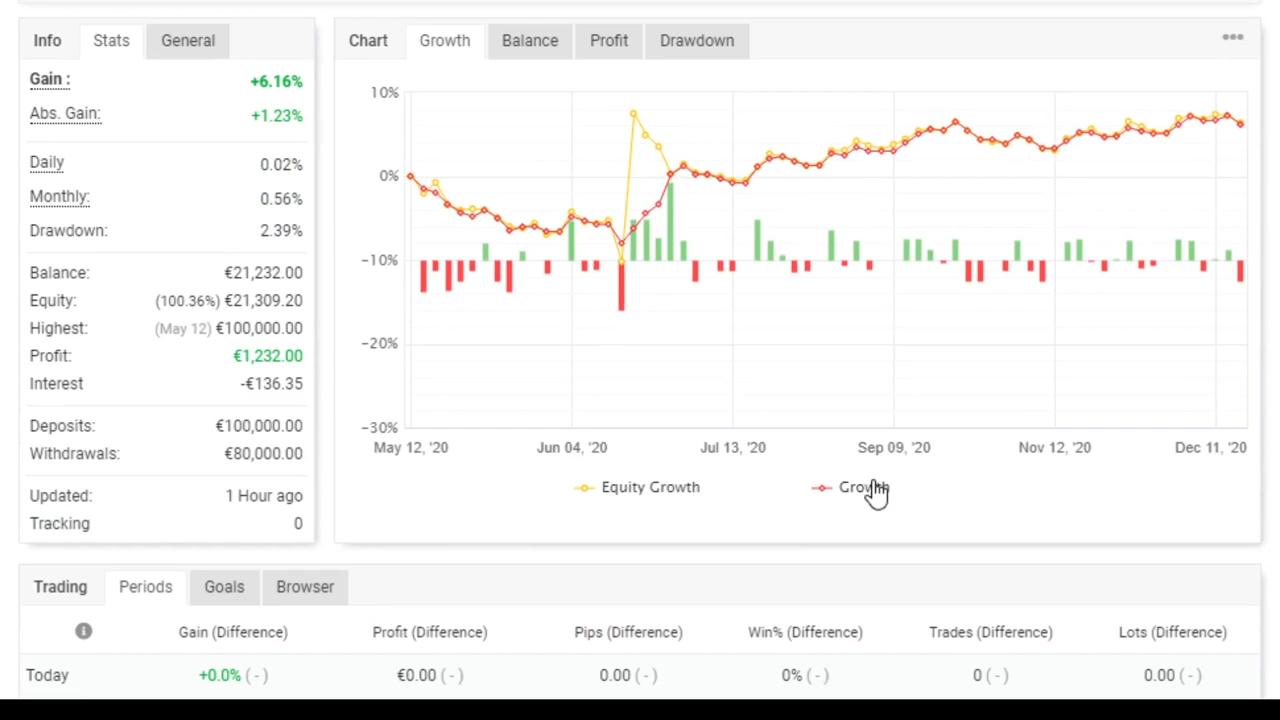 Info Stats General
Gain : +6.16%
Abs. Gain: +1.23%
Daily 0.02%
Monthly: 0.56%
Drawdown: 2.39%
Balance: €21,232.00
Equity: (100.36%) €21,309.20
Highest: (May 12) €100,000.00
Profit: €1,232.00
Interest -€136.35
Deposits: €100,000.00
Withdrawals: €80,000.00
Updated: 1 Hour ago
Tracking 0
Chart Growth Balance Profit Drawdown
10%
0%
−10%
−20%
−30%
May 12, '20 Jun 04, '20 Jul 13, '20 Sep 09, '20 Nov 12, '20 Dec 11, '20
Equity Growth Growth
Trading Periods Goals Browser
Gain (Difference) Profit (Difference) Pips (Difference) Win% (Difference) Trades (Difference) Lots (Difference)
Today +0.0% ( - ) €0.00 ( - ) 0.00 ( - ) 0% ( - ) 0 ( - ) 0.00 ( - )